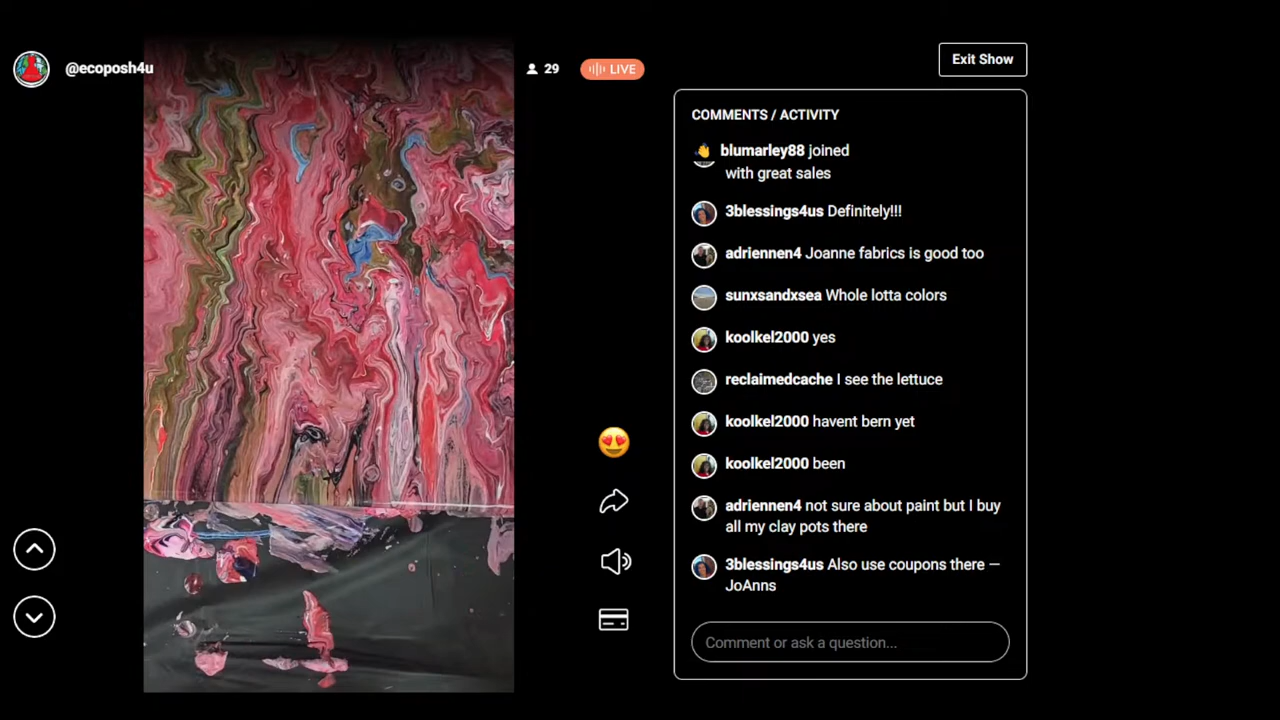 @ecoposh4u
29
LIVE
Exit Show
COMMENTS / ACTIVITY
blumarley88 joined
with great sales
3blessings4us Definitely!!!
adriennen4 Joanne fabrics is good too
sunxsandxsea Whole lotta colors
koolkel2000 yes
reclaimedcache I see the lettuce
koolkel2000 havent bern yet
koolkel2000 been
adriennen4 not sure about paint but I buy
all my clay pots there
3blessings4us Also use coupons there —
JoAnns
Comment or ask a question...